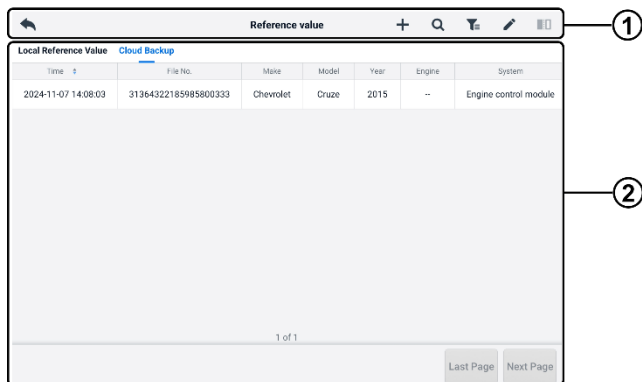 Reference value
1
Local Reference Value Cloud Backup
Time File No. Make Model Year Engine System
2024-11-07 14:08:03 31364322185985800333 Chevrolet Cruze 2015 -- Engine control module
2
1 of 1
Last Page Next Page